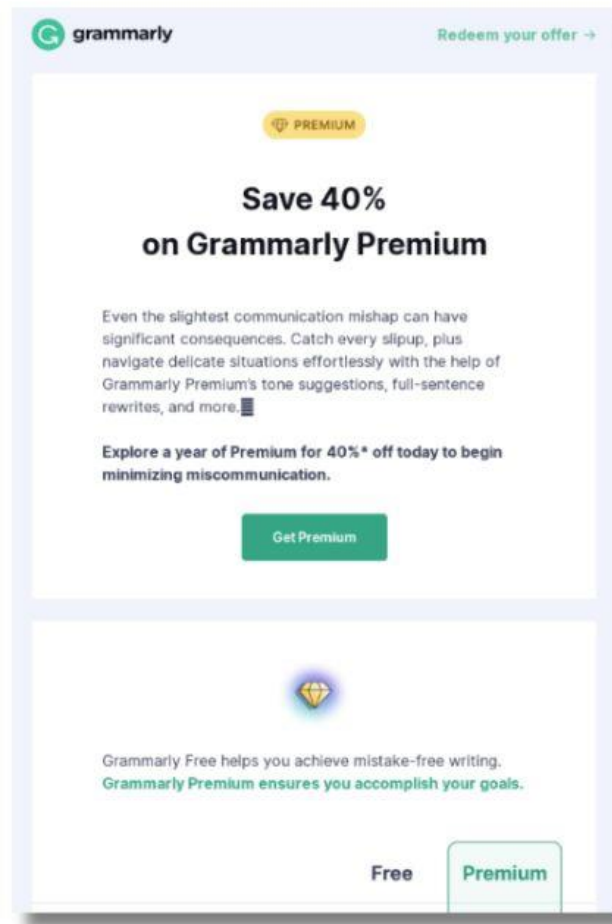 grammarly
Redeem your offer →
PREMIUM
Save 40%
on Grammarly Premium
Even the slightest communication mishap can have
significant consequences. Catch every slipup, plus
navigate delicate situations effortlessly with the help of
Grammarly Premium's tone suggestions, full-sentence
rewrites, and more.
Explore a year of Premium for 40%* off today to begin
minimizing miscommunication.
Get Premium
Grammarly Free helps you achieve mistake-free writing.
Grammarly Premium ensures you accomplish your goals.
Free Premium